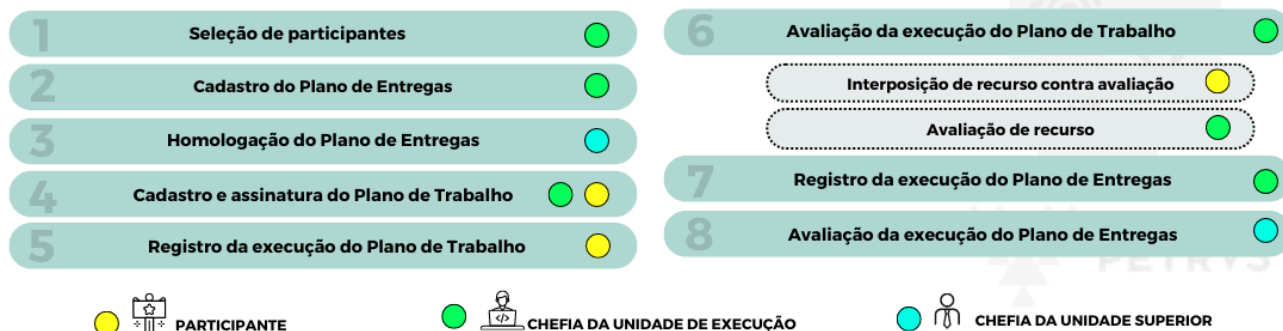 1 Seleção de participantes
2 Cadastro do Plano de Entregas
3 Homologação do Plano de Entregas
4 Cadastro e assinatura do Plano de Trabalho
5 Registro da execução do Plano de Trabalho
6 Avaliação da execução do Plano de Trabalho
Interposição de recurso contra avaliação
Avaliação de recurso
7 Registro da execução do Plano de Entregas
8 Avaliação da execução do Plano de Entregas
PETRVS
PARTICIPANTE
CHEFIA DA UNIDADE DE EXECUÇÃO
CHEFIA DA UNIDADE SUPERIOR